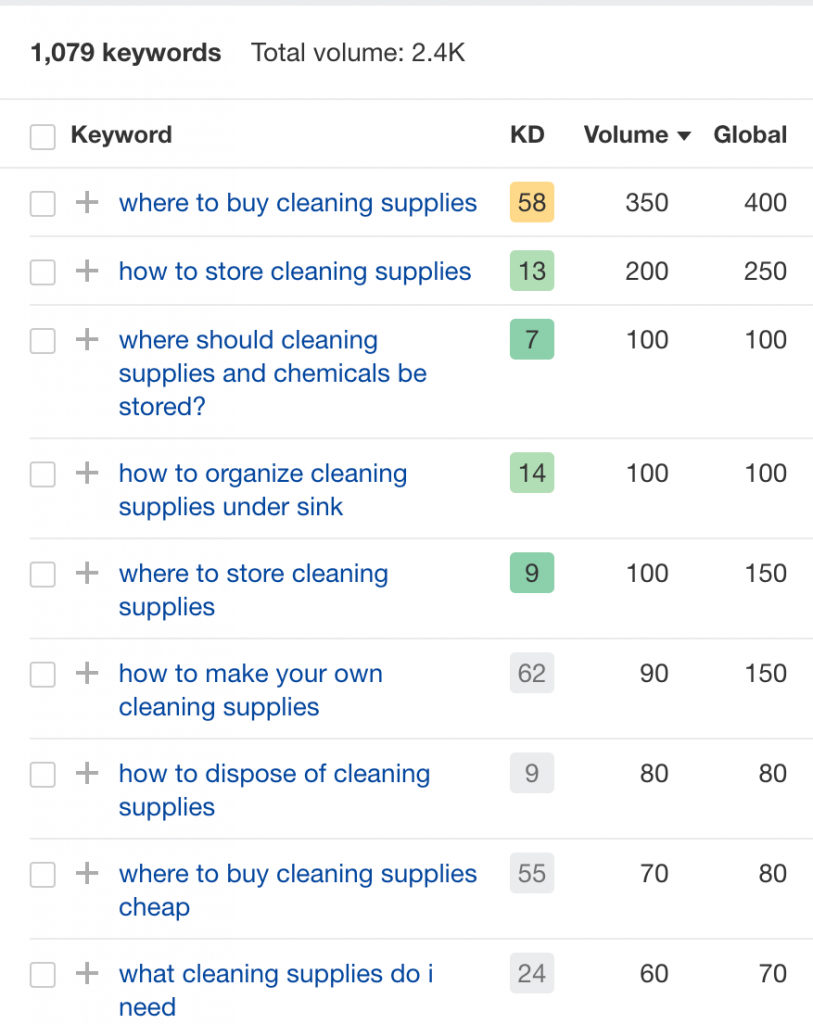 1,079 keywords Total volume: 2.4K
Keyword KD Volume Global
where to buy cleaning supplies 58 350 400
how to store cleaning supplies 13 200 250
where should cleaning 7 100 100
supplies and chemicals be
stored?
how to organize cleaning 14 100 100
supplies under sink
where to store cleaning 9 100 150
supplies
how to make your own 62 90 150
cleaning supplies
how to dispose of cleaning 9 80 80
supplies
where to buy cleaning supplies 55 70 80
cheap
what cleaning supplies do i 24 60 70
need